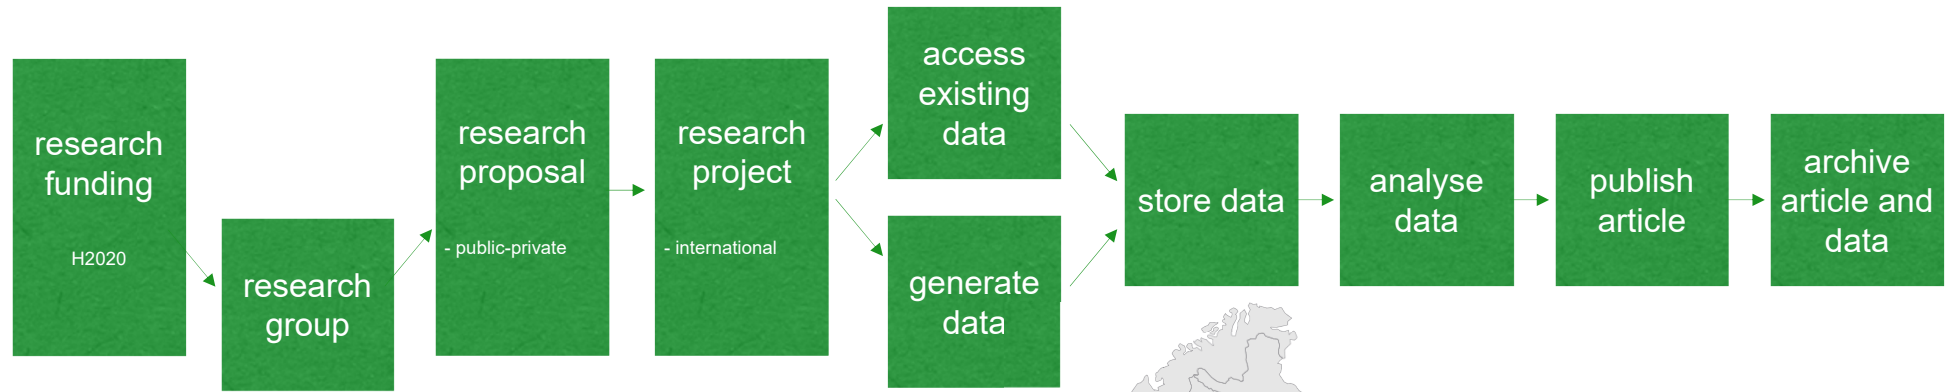 research
funding
H2020
research
group
research
proposal
- public-private
research
project
- international
access
existing
data
generate
data
store data
analyse
data
publish
article
archive
article and
data